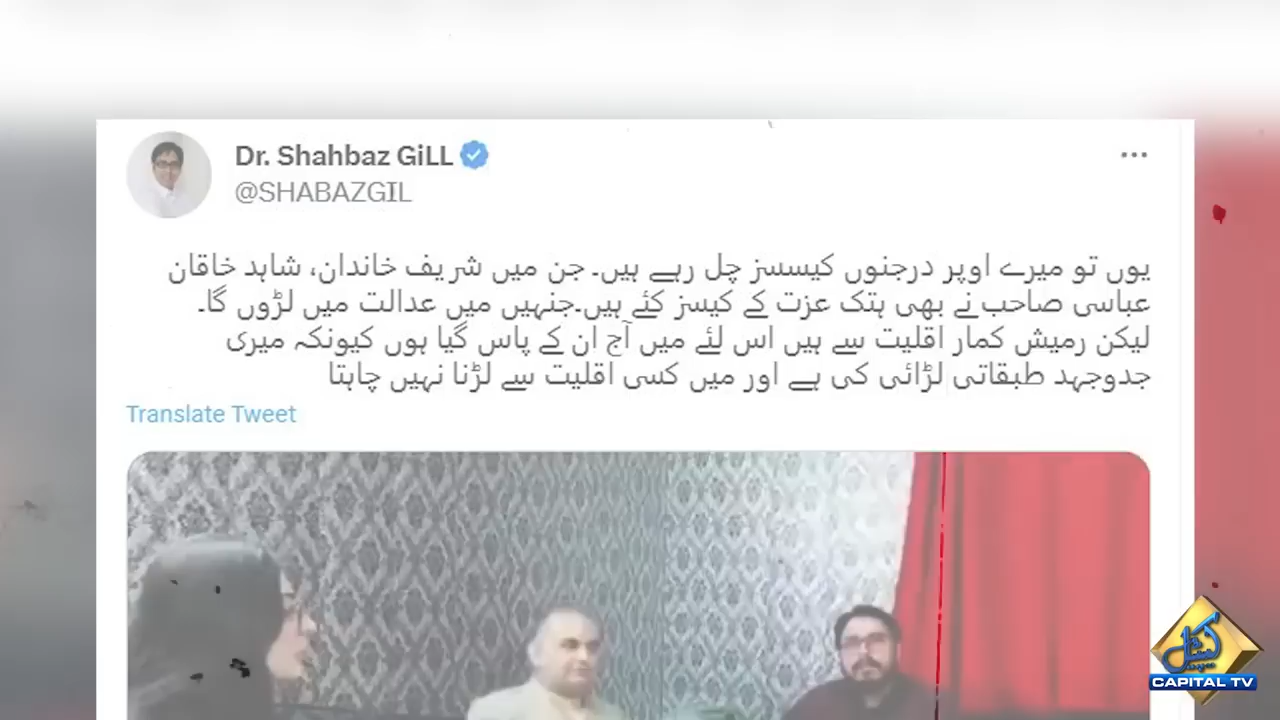 Dr. Shahbaz GiLL
@SHABAZGIL
یوں تو میرے اوپر درجنوں کیسسز چل رہے ہیں۔ جن میں شریف خاندان، شاہد خاقان
عباسی صاحب نے بھی ہتک عزت کے کیسز کئے ہیں۔جنہیں میں عدالت میں لڑوں گا۔
لیکن رمیش کمار اقلیت سے ہیں اس لئے میں آج ان کے پاس گیا ہوں کیونکہ میری
جدوجہد طبقاتی لڑائی کی ہے اور میں کسی اقلیت سے لڑنا نہیں چاہتا
Translate Tweet
کیپیٹل
CAPITAL TV